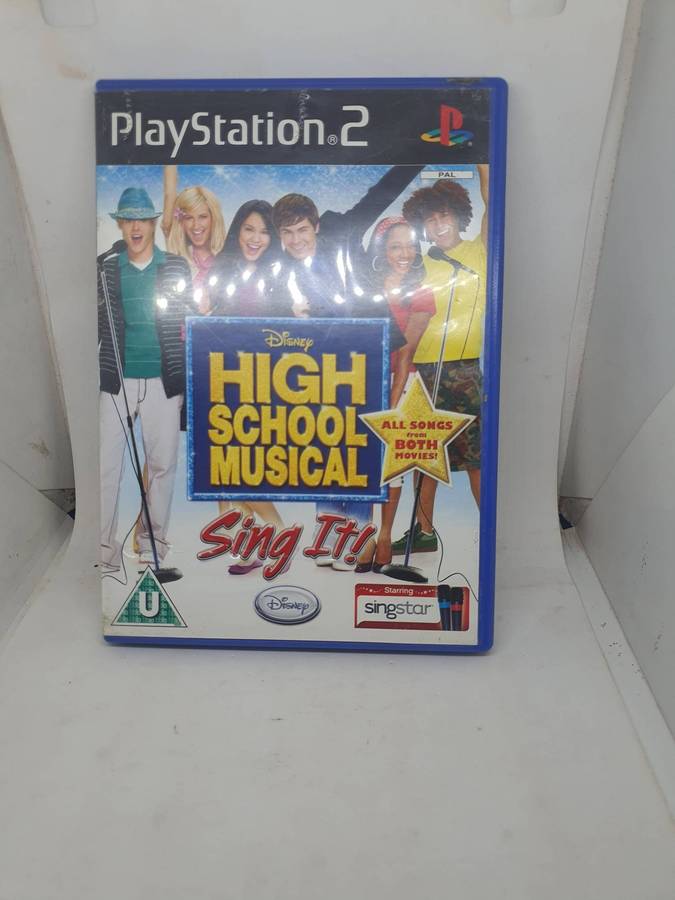 PlayStation®2
PAL
Disney
HIGH
SCHOOL
MUSICAL
ALL SONGS
from
BOTH
MOVIES!
Sing It!
U
Disney
Starring
singstar